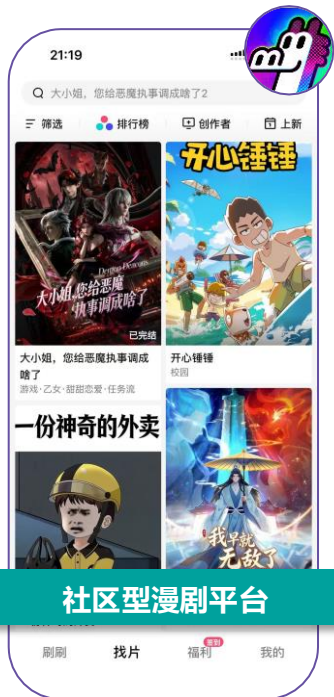 21:19
大小姐，您给恶魔执事调成啥了2
筛选
排行榜
创作者
上新
大小姐，您给恶魔
执事调成啥了
已完结
大小姐，您给恶魔执事调成
啥了
游戏·乙女·甜甜恋爱·任务流
开心锤锤
开心锤锤
校园
一份神奇的外卖
我早就
无敌了
社区型漫剧平台
刷刷
找片
福利
签到
我的